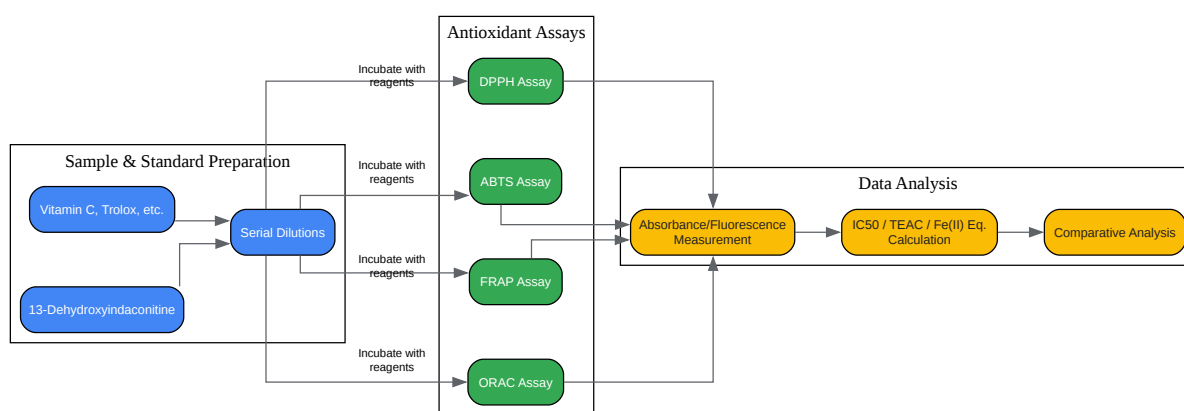 Antioxidant Assays
Incubate with
reagents
DPPH Assay
Sample & Standard Preparation
Vitamin C, Trolox, etc.
Serial Dilutions
13-Dehydroxyindaconitine
Incubate with
reagents
ABTS Assay
Incubate with
reagents
FRAP Assay
Incubate with
reagents
ORAC Assay
Data Analysis
Absorbance/Fluorescence
Measurement
IC50 / TEAC / Fe(II) Eq.
Calculation
Comparative Analysis